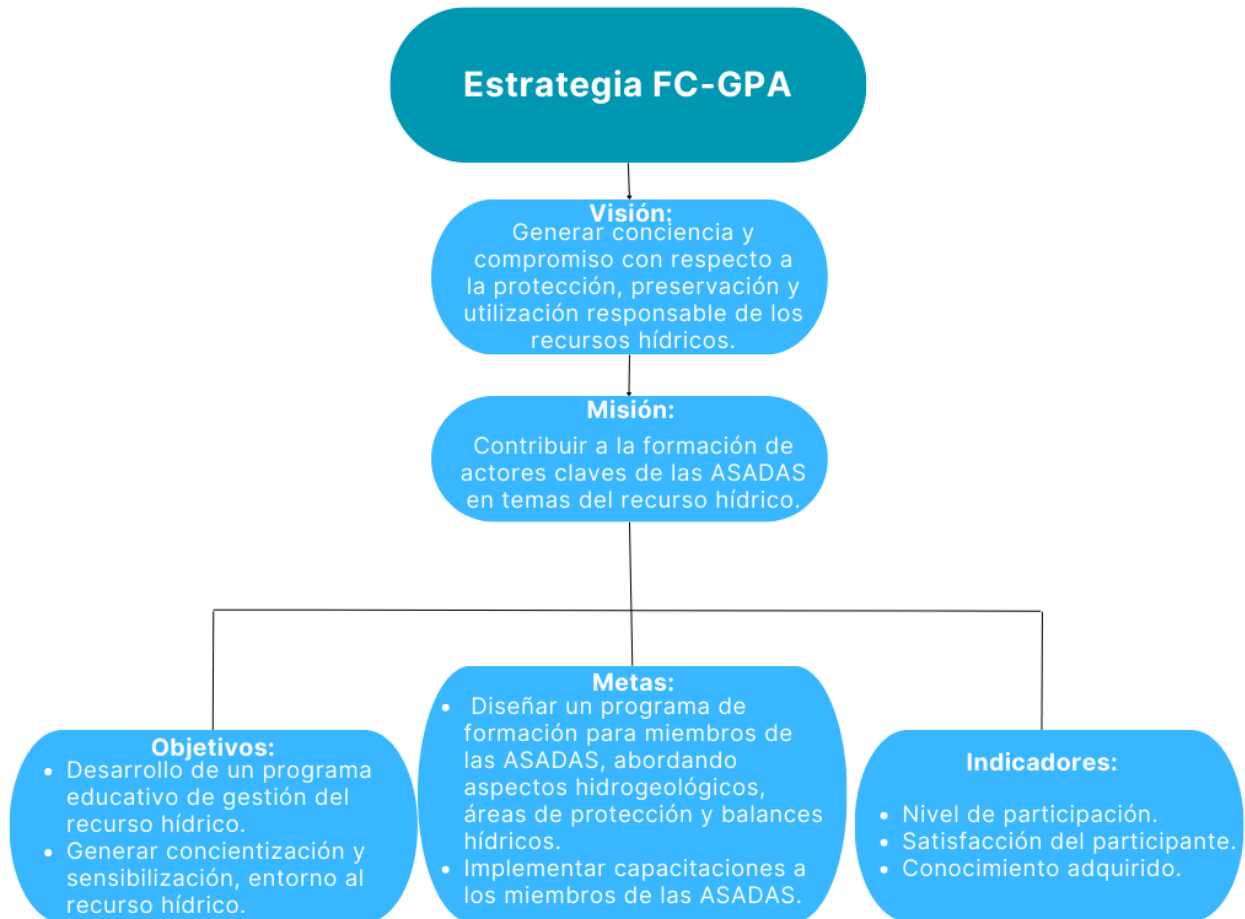 Estrategia FC-GPA
Visión:
Generar conciencia y
compromiso con respecto a
la protección, preservación y
utilización responsable de los
recursos hídricos.
Misión:
Contribuir a la formación de
actores claves de las ASADAS
en temas del recurso hídrico.
Objetivos:
• Desarrollo de un programa
educativo de gestión del
recurso hídrico.
• Generar concientización y
sensibilización, entorno al
recurso hídrico.
Metas:
• Diseñar un programa de
formación para miembros de
las ASADAS, abordando
aspectos hidrogeológicos,
áreas de protección y balances
hídricos.
• Implementar capacitaciones a
los miembros de las ASADAS.
Indicadores:
• Nivel de participación.
• Satisfacción del participante.
• Conocimiento adquirido.